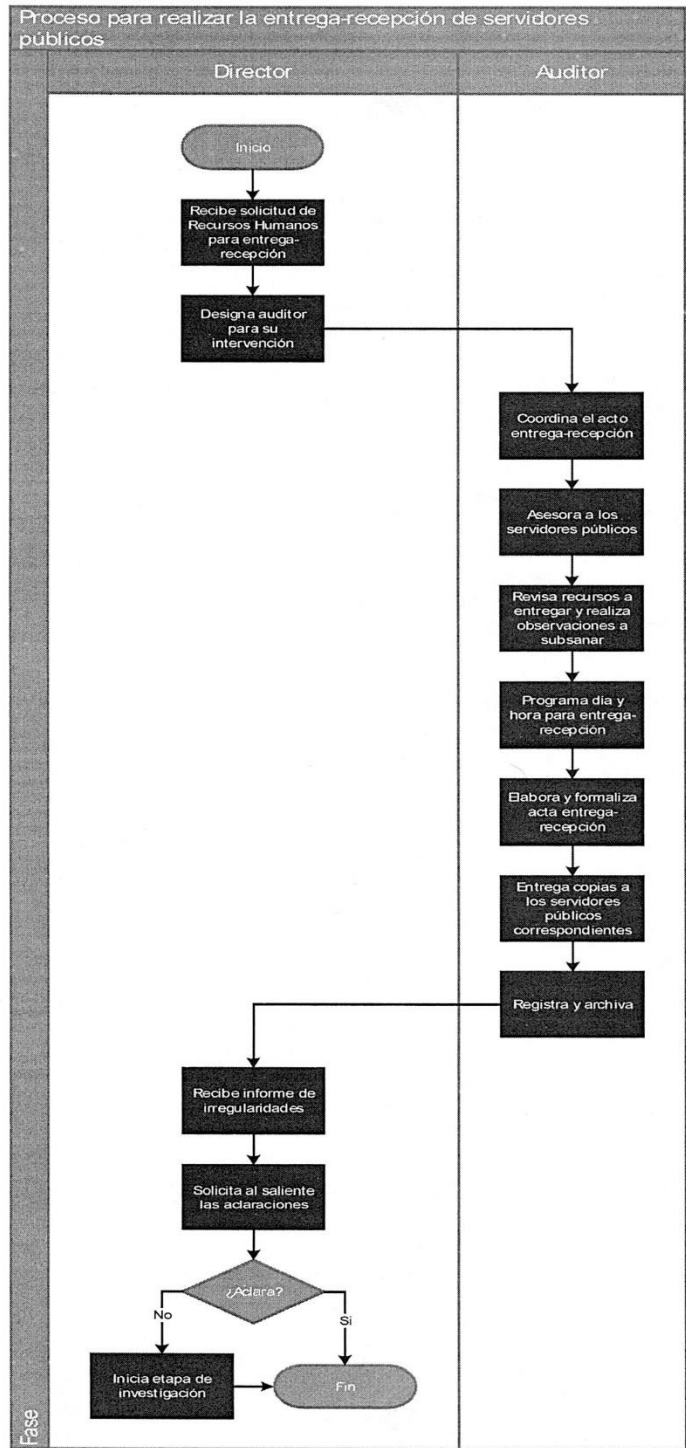 Proceso para realizar la entrega-recepción de servidores
públicos
Director
Auditor
Inicio
Recibe solicitud de
Recursos Humanos
para entrega-
recepción
Designa auditor
para su
intervención
Coordina el acto
entrega-recepción
Asesora a los
servidores públicos
Revisa recursos a
entregar y realiza
observaciones a
subsanar
Programa día y
hora para entrega-
recepción
Elabora y formaliza
acta entrega-
recepción
Entrega copias a
los servidores
públicos
correspondientes
Registra y archiva
Recibe informe de
irregularidades
Solicita al saliente
las aclaraciones
¿Aclara?
No
Si
Inicia etapa de
investigación
Fin
Fase